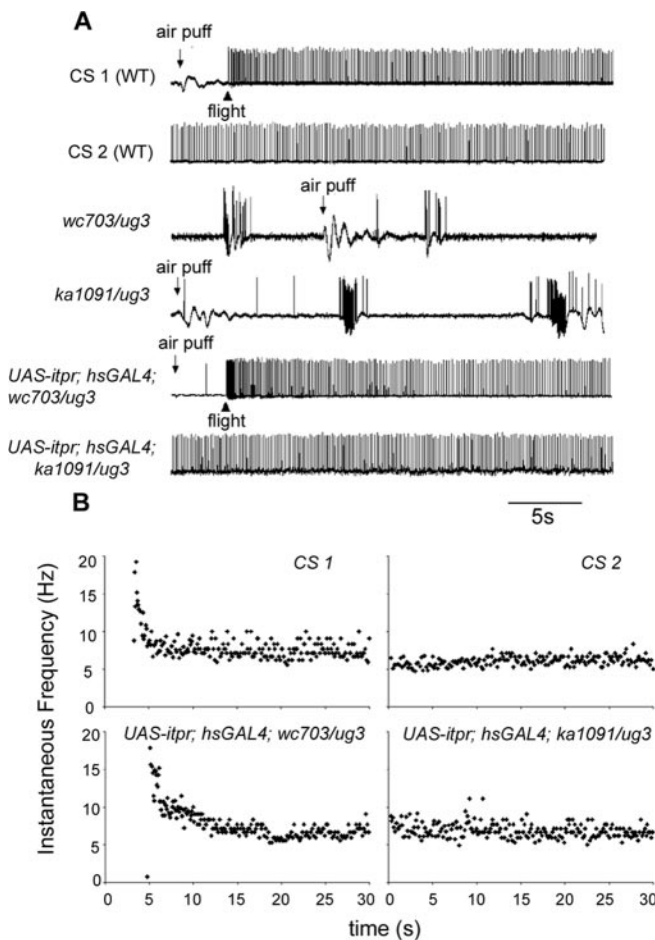 A
air puff
CS 1 (WT)
flight
CS 2 (WT)
air puff
wc703/ug3
air puff
ka1091/ug3
air puff
UAS-itpr; hsGAL4;
wc703/ug3
flight
UAS-itpr; hsGAL4;
ka1091/ug3
5s
B
Instantaneous Frequency (Hz)
20
15
10
5
0
CS 1
CS 2
20
15
10
5
0
UAS-itpr; hsGAL4; wc703/ug3
UAS-itpr; hsGAL4; ka1091/ug3
0 5 10 15 20 25 30
0 5 10 15 20 25 30
time (s)